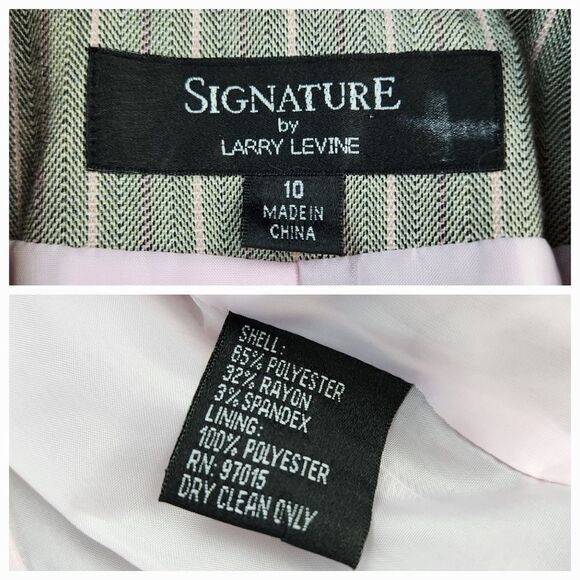 SIGNATURE
by
LARRY LEVINE
10
MADE IN
CHINA
SHELL:
65% POLYESTER
32% RAYON
3% SPANDEX
LINING:
100% POLYESTER
RN: 97015
DRY CLEAN ONLY